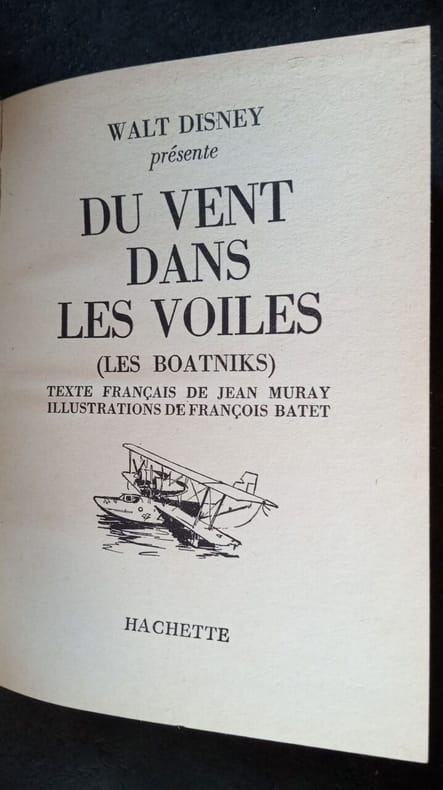 WALT DISNEY
présente
DU VENT
DANS
LES VOILES
(LES BOATNIKS)
TEXTE FRANÇAIS DE JEAN MURAY
ILLUSTRATIONS DE FRANÇOIS BATET
HACHETTE